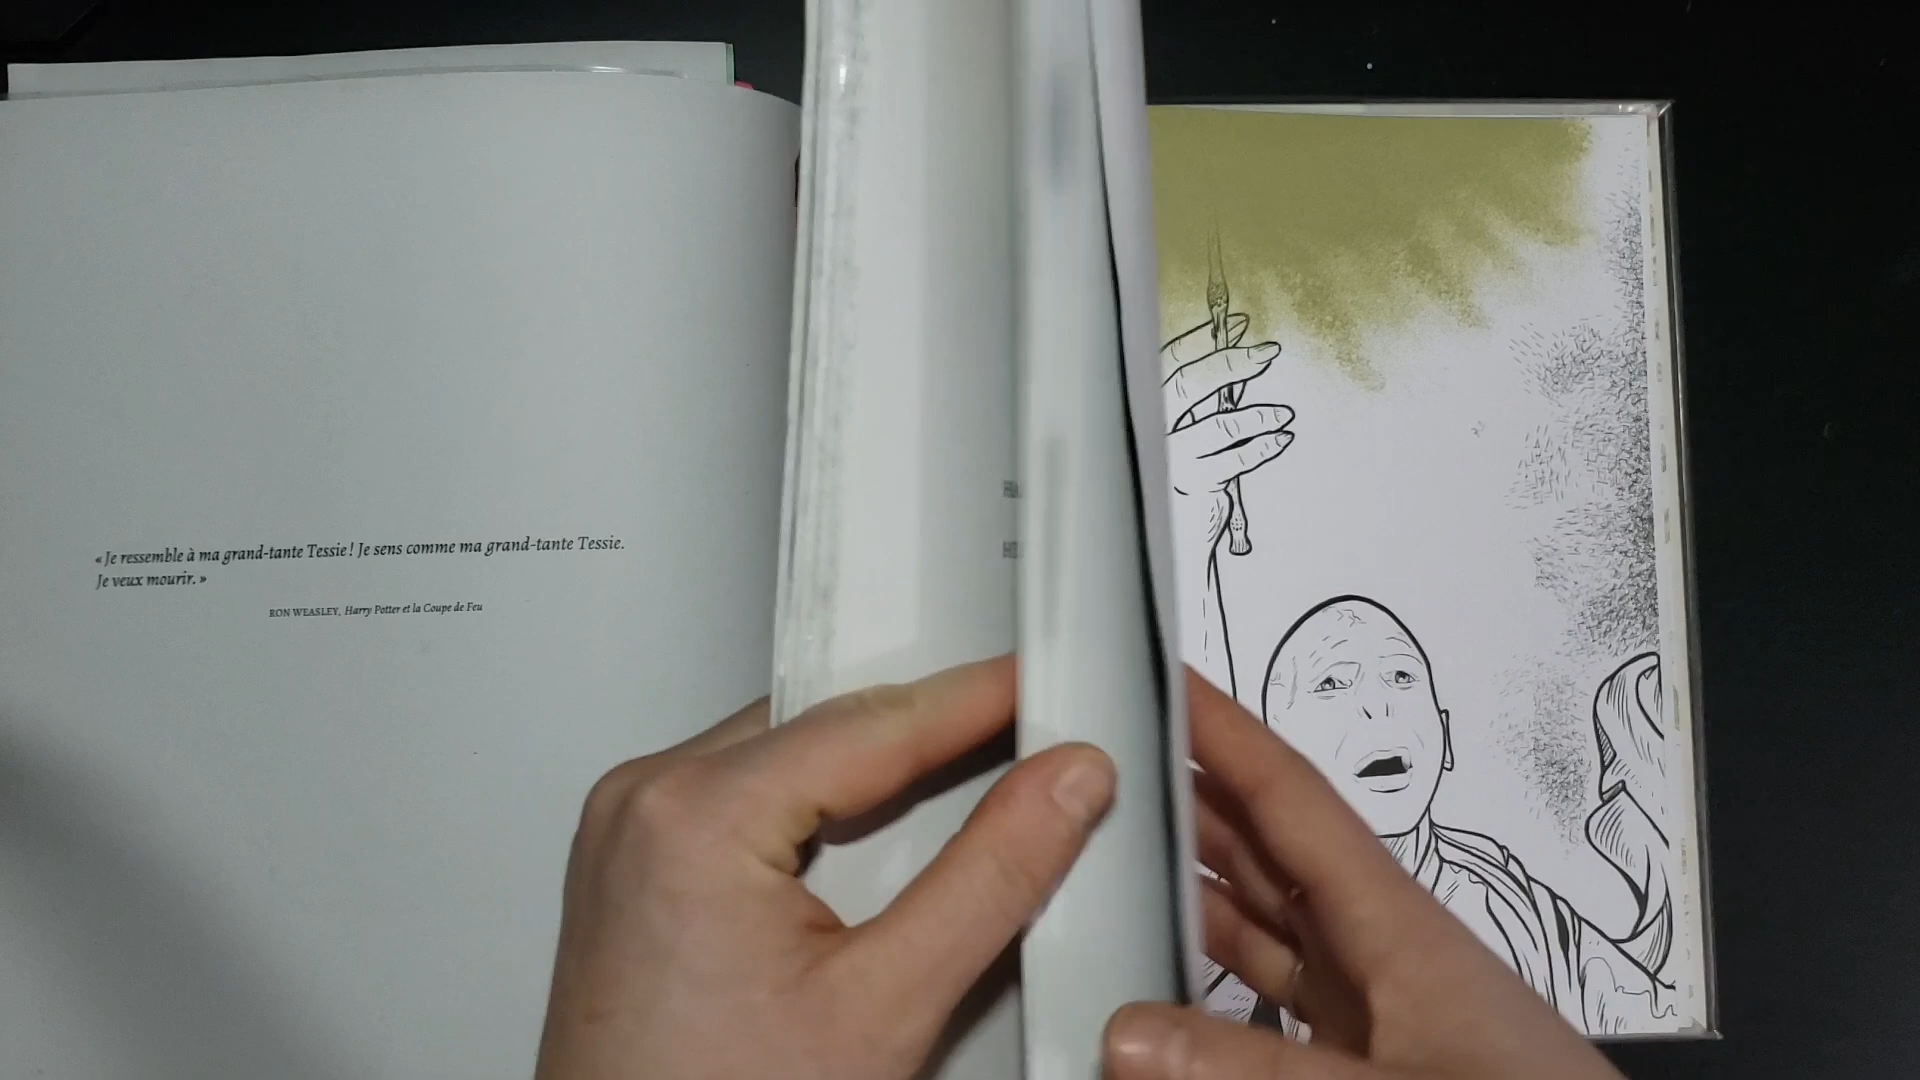 « Je ressemble à ma grand-tante Tessie ! Je sens comme ma grand-tante Tessie.
Je veux mourir. »
RON WEASLEY, Harry Potter et la Coupe de Feu